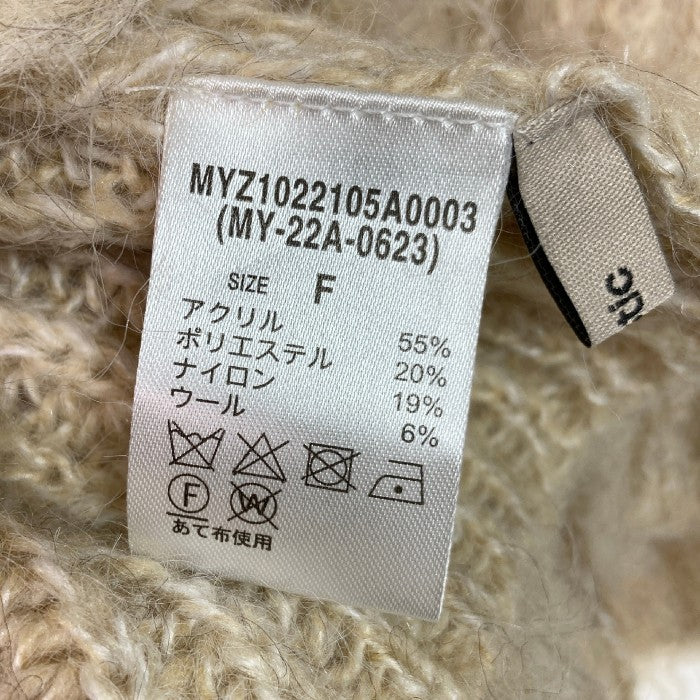 MYZ1022105A0003
(MY-22A-0623)
SIZE F
アクリル 55%
ポリエステル 20%
ナイロン 19%
ウール 6%
F W
あて布使用
tic